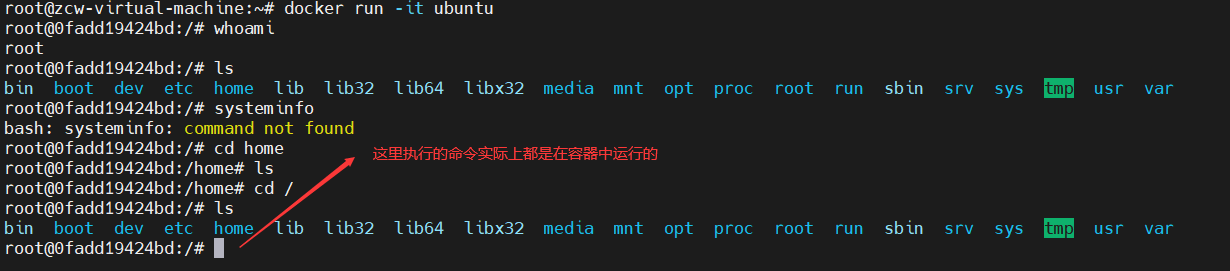 root@zcw-virtual-machine:~# docker run -it ubuntu
root@0fadd19424bd:/# whoami
root
root@0fadd19424bd:/# ls
bin  boot  dev  etc  home  lib  lib32  lib64  libx32  media  mnt  opt  proc  root  run  sbin  srv  sys  tmp  usr  var
root@0fadd19424bd:/# systeminfo
bash: systeminfo: command not found
root@0fadd19424bd:/# cd home
这里执行的命令实际上都是在容器中运行的
root@0fadd19424bd:/home# ls
root@0fadd19424bd:/home# cd /
root@0fadd19424bd:/# ls
bin  boot  dev  etc  home  lib  lib32  lib64  libx32  media  mnt  opt  proc  root  run  sbin  srv  sys  tmp  usr  var
root@0fadd19424bd:/#